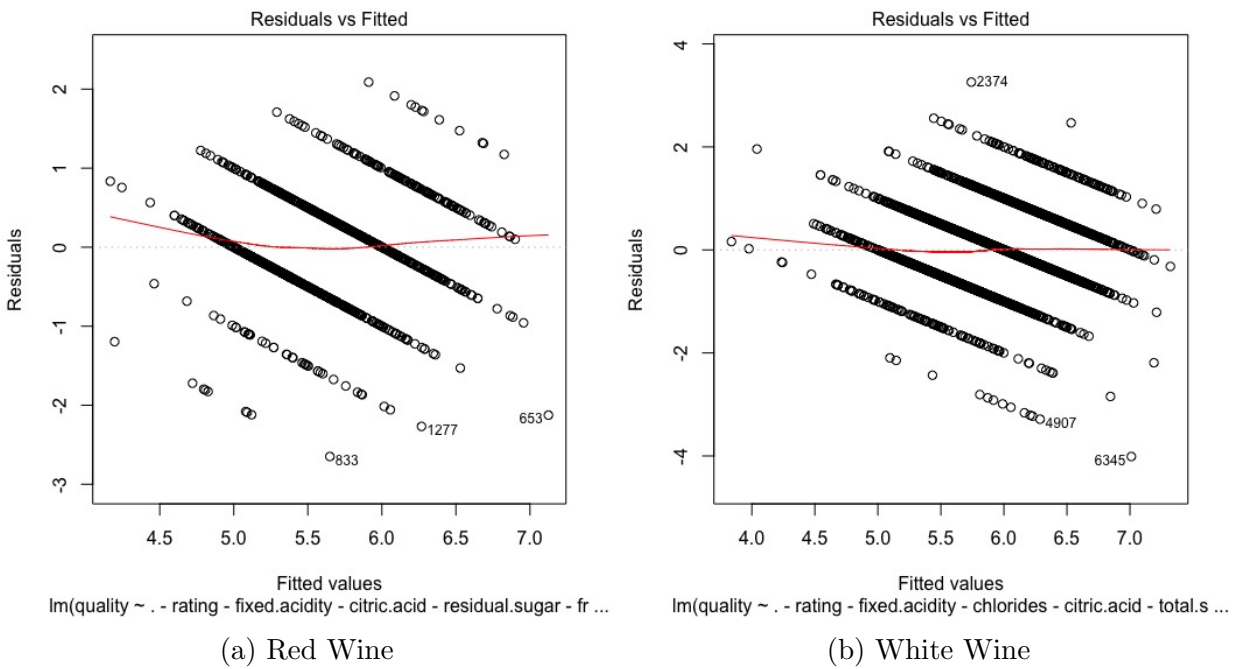 Residuals vs Fitted
Residuals
2
1
0
-1
-2
-3
653
1277
833
4.5 5.0 5.5 6.0 6.5 7.0
Fitted values
lm(quality ~ . - rating - fixed.acidity - citric.acid - residual.sugar - fr ...
(a) Red Wine
Residuals vs Fitted
Residuals
4
2
0
-2
-4
2374
4907
6345
4.0 4.5 5.0 5.5 6.0 6.5 7.0
Fitted values
lm(quality ~ . - rating - fixed.acidity - chlorides - citric.acid - total.s ...
(b) White Wine